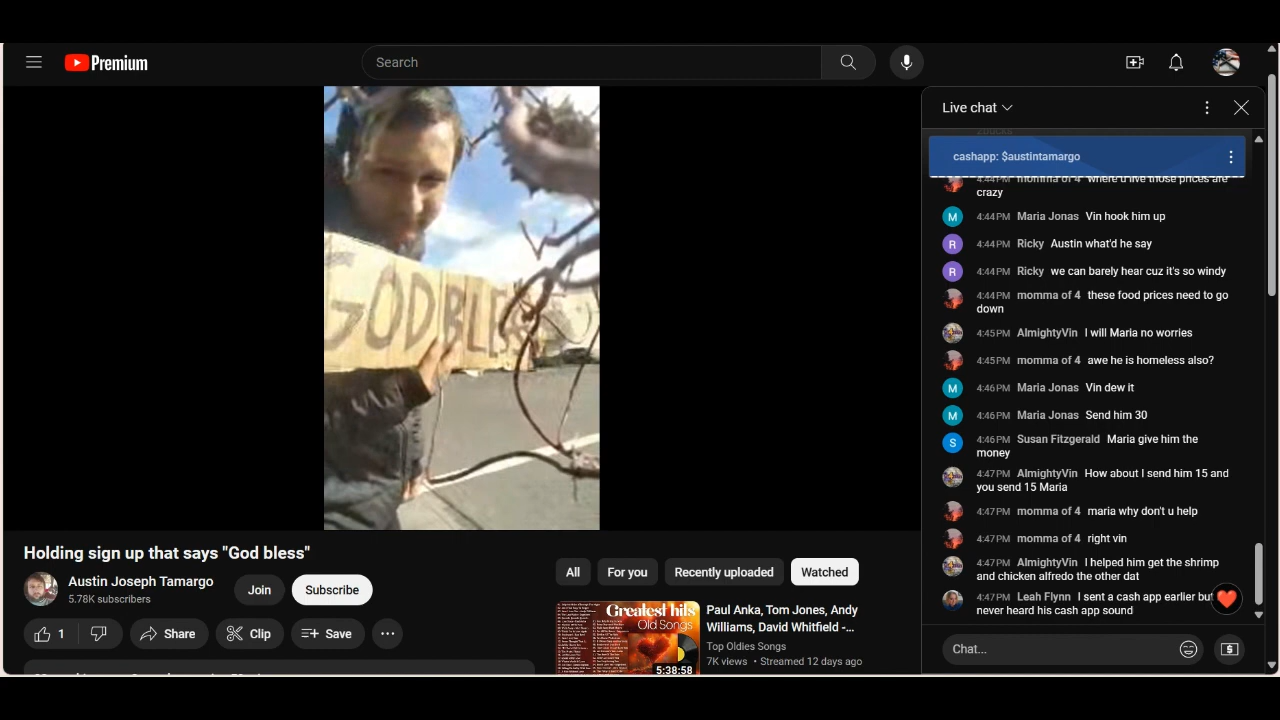 Premium
Search
Live chat
cashapp: $austintamargo
4:44PM momma of 4 where u live those prices are
crazy
4:44PM Maria Jonas Vin hook him up
4:44PM Ricky Austin what'd he say
4:44PM Ricky we can barely hear cuz it's so windy
4:44PM momma of 4 these food prices need to go
down
4:45PM AlmightyVin I will Maria no worries
4:45PM momma of 4 awe he is homeless also?
4:46PM Maria Jonas Vin dew it
4:46PM Maria Jonas Send him 30
4:46PM Susan Fitzgerald Maria give him the
money
4:47PM AlmightyVin How about I send him 15 and
you send 15 Maria
4:47PM momma of 4 maria why don't u help
4:47PM momma of 4 right vin
4:47PM AlmightyVin I helped him get the shrimp
and chicken alfredo the other dat
4:47PM Leah Flynn I sent a cash app earlier but
never heard his cash app sound
Chat...
GOD BLESS
Holding sign up that says "God bless"
Austin Joseph Tamargo
5.78K subscribers
Join
Subscribe
1
Share
Clip
Save
All
For you
Recently uploaded
Watched
Greatest hits
Old Songs
5:38:58
Paul Anka, Tom Jones, Andy
Williams, David Whitfield -...
Top Oldies Songs
7K views • Streamed 12 days ago
M
R
R
M
M
S